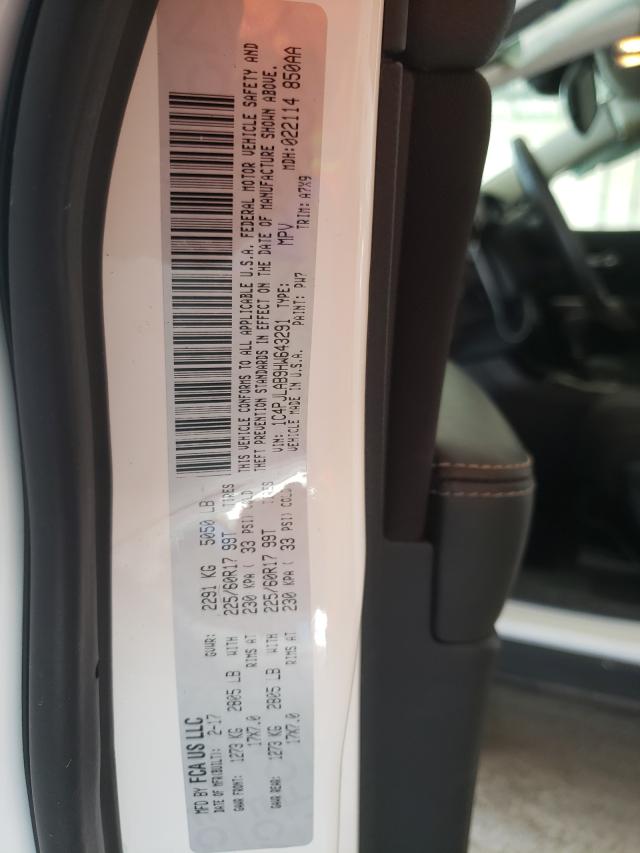 MFD BY FCA US LLC
DATE OF MFR(BUILT): 2-17 GVWR: 2291 KG 5050 LB
GAWR FRONT: 1273 KG 2805 LB WITH 225/60R17 99T TIRES
17X7.0 RIMS AT 230 KPA ( 33 PSI) COLD
GAWR REAR: 1273 KG 2805 LB WITH 225/60R17 99T TIRES
17X7.0 RIMS AT 230 KPA ( 33 PSI) COLD
THIS VEHICLE CONFORMS TO ALL APPLICABLE U.S.A. FEDERAL MOTOR VEHICLE SAFETY AND
THEFT PREVENTION STANDARDS IN EFFECT ON THE DATE OF MANUFACTURE SHOWN ABOVE.
VIN: 1C4PJLAB9HW643291 TYPE: MPV MDH:022114 850AA
VEHICLE MADE IN U.S.A. PAINT: PW7 TRIM: A7X9